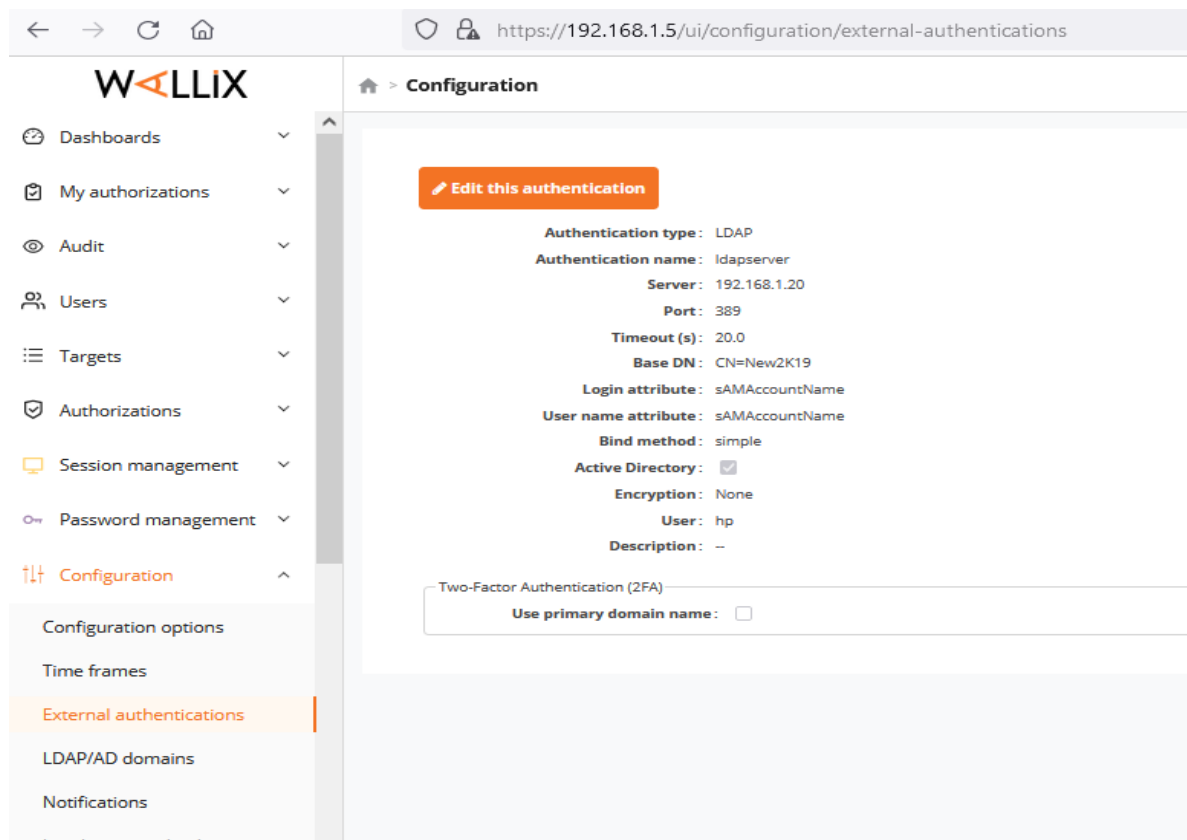 https://192.168.1.5/ui/configuration/external-authentications
WALLIX
> Configuration
Dashboards
My authorizations
Audit
Users
Targets
Authorizations
Session management
Password management
Configuration
Configuration options
Time frames
External authentications
LDAP/AD domains
Notifications
Edit this authentication
Authentication type: LDAP
Authentication name: ldapserver
Server: 192.168.1.20
Port: 389
Timeout (s): 20.0
Base DN: CN=New2K19
Login attribute: sAMAccountName
User name attribute: sAMAccountName
Bind method: simple
Active Directory:
Encryption: None
User: hp
Description: --
Two-Factor Authentication (2FA)
Use primary domain name: